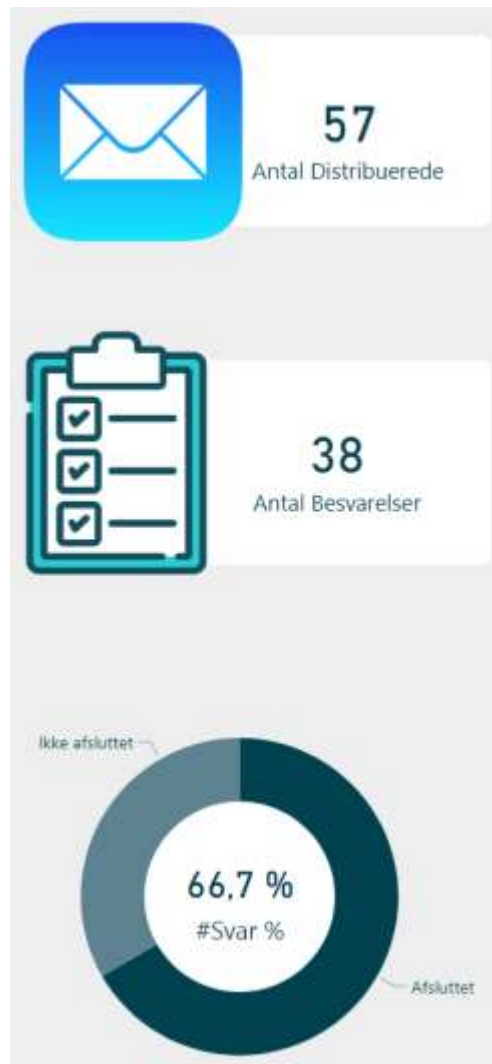 57
Antal Distribuerede
38
Antal Besvarelser
Ikke afsluttet
66,7 %
#Svar %
Afsluttet